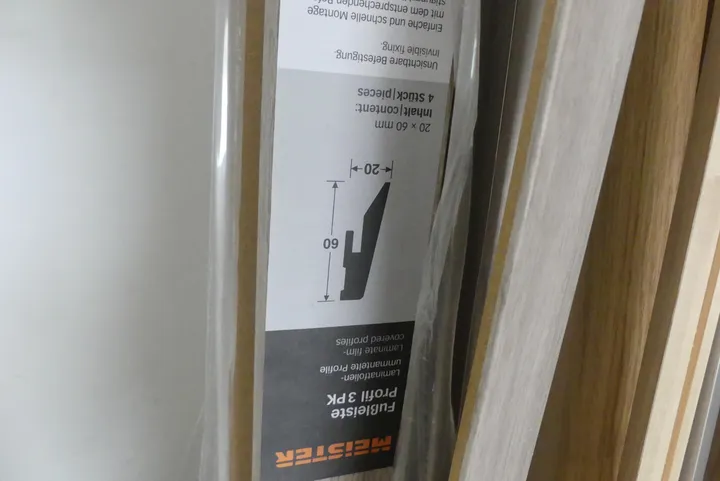 MEISTER
Fußleiste
Profil 3 PK
Laminatfolien-
ummantelte Profile
Laminate film-
covered profiles
60
20
20 × 60 mm
Inhalt|content:
4 Stück|pieces
Unsichtbare Befestigung.
Invisible fixing.
Einfache und schnelle Montage
mit dem entsprechenden